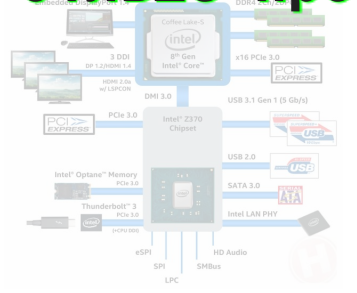 Embedded DisplayPort 1.4
DDR4 2ch/2DPC
Coffee Lake-S
intel
8th Gen
Intel® Core™
3 DDI
DP 1.2/HDMI 1.4
x16 PCIe 3.0
PCI EXPRESS
HDMI 2.0a
w/ LSPCON
DMI 3.0
USB 3.1 Gen 1 (5 Gb/s)
PCIe 3.0
PCI EXPRESS
Intel® Z370
Chipset
USB
USB 2.0
USB
Intel® Optane™ Memory
PCIe 3.0
SATA 3.0
SATA
Thunderbolt™ 3
PCIe 3.0
Intel LAN PHY
eSPI
HD Audio
SPI
SMBus
LPC